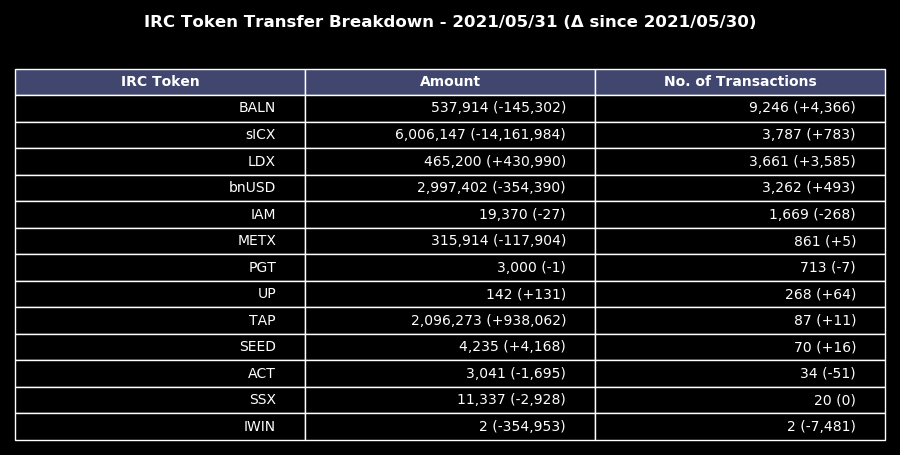 IRC Token Transfer Breakdown - 2021/05/31 (Δ since 2021/05/30)
IRC Token Amount No. of Transactions
BALN 537,914 (-145,302) 9,246 (+4,366)
sICX 6,006,147 (-14,161,984) 3,787 (+783)
LDX 465,200 (+430,990) 3,661 (+3,585)
bnUSD 2,997,402 (-354,390) 3,262 (+493)
IAM 19,370 (-27) 1,669 (-268)
METX 315,914 (-117,904) 861 (+5)
PGT 3,000 (-1) 713 (-7)
UP 142 (+131) 268 (+64)
TAP 2,096,273 (+938,062) 87 (+11)
SEED 4,235 (+4,168) 70 (+16)
ACT 3,041 (-1,695) 34 (-51)
SSX 11,337 (-2,928) 20 (0)
IWIN 2 (-354,953) 2 (-7,481)